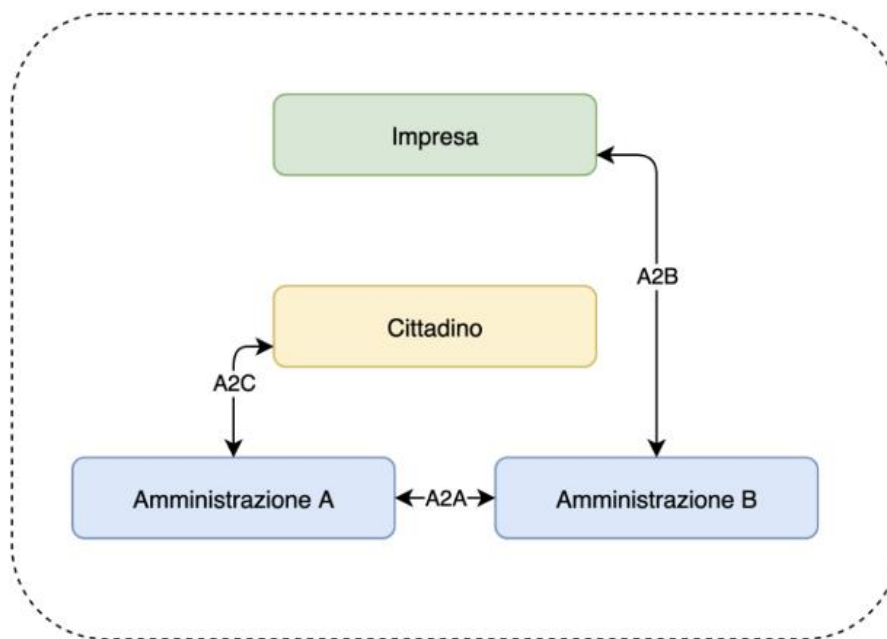 Impresa
A2B
Cittadino
A2C
Amministrazione A
A2A
Amministrazione B